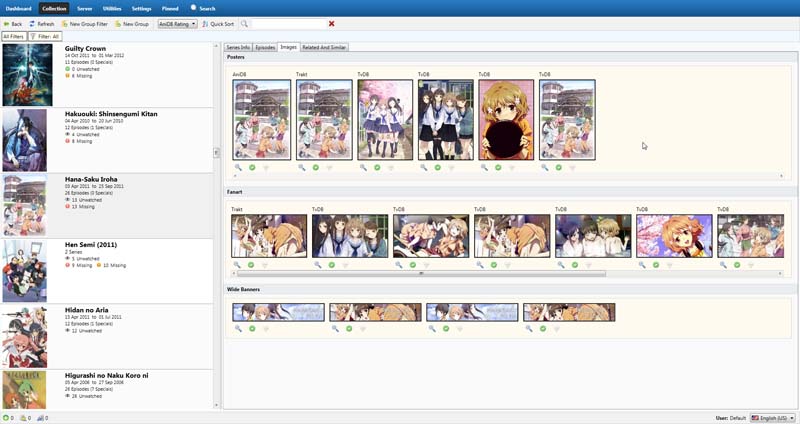 Dashboard Collection Server Utilities Settings Pinned Search
Back Refresh New Group Filter New Group AniDB Rating Quick Sort
All Filters Filter: All
Guilty Crown
14 Oct 2011 to 01 Mar 2012
11 Episodes (0 Specials)
0 Unwatched
6 Missing
Hakuouki: Shinsengumi Kitan
04 Apr 2010 to 20 Jun 2010
12 Episodes (1 Specials)
4 Unwatched
8 Missing
Hana-Saku Iroha
03 Apr 2011 to 25 Sep 2011
26 Episodes (0 Specials)
13 Unwatched
13 Missing
Hen Semi (2011)
2 Series
5 Unwatched
9 Missing 10 Missing
Hidan no Aria
15 Apr 2011 to 01 Jul 2011
12 Episodes (1 Specials)
12 Unwatched
Higurashi no Naku Koro ni
05 Apr 2006 to 27 Sep 2006
26 Episodes (7 Specials)
26 Unwatched
Series Info Episodes Images Related And Similar
Posters
AniDB Trakt TvDB TvDB TvDB TvDB
Fanart
Trakt TvDB TvDB TvDB TvDB TvDB TvDB
Wide Banners
0 0 0
User: Default English (US)